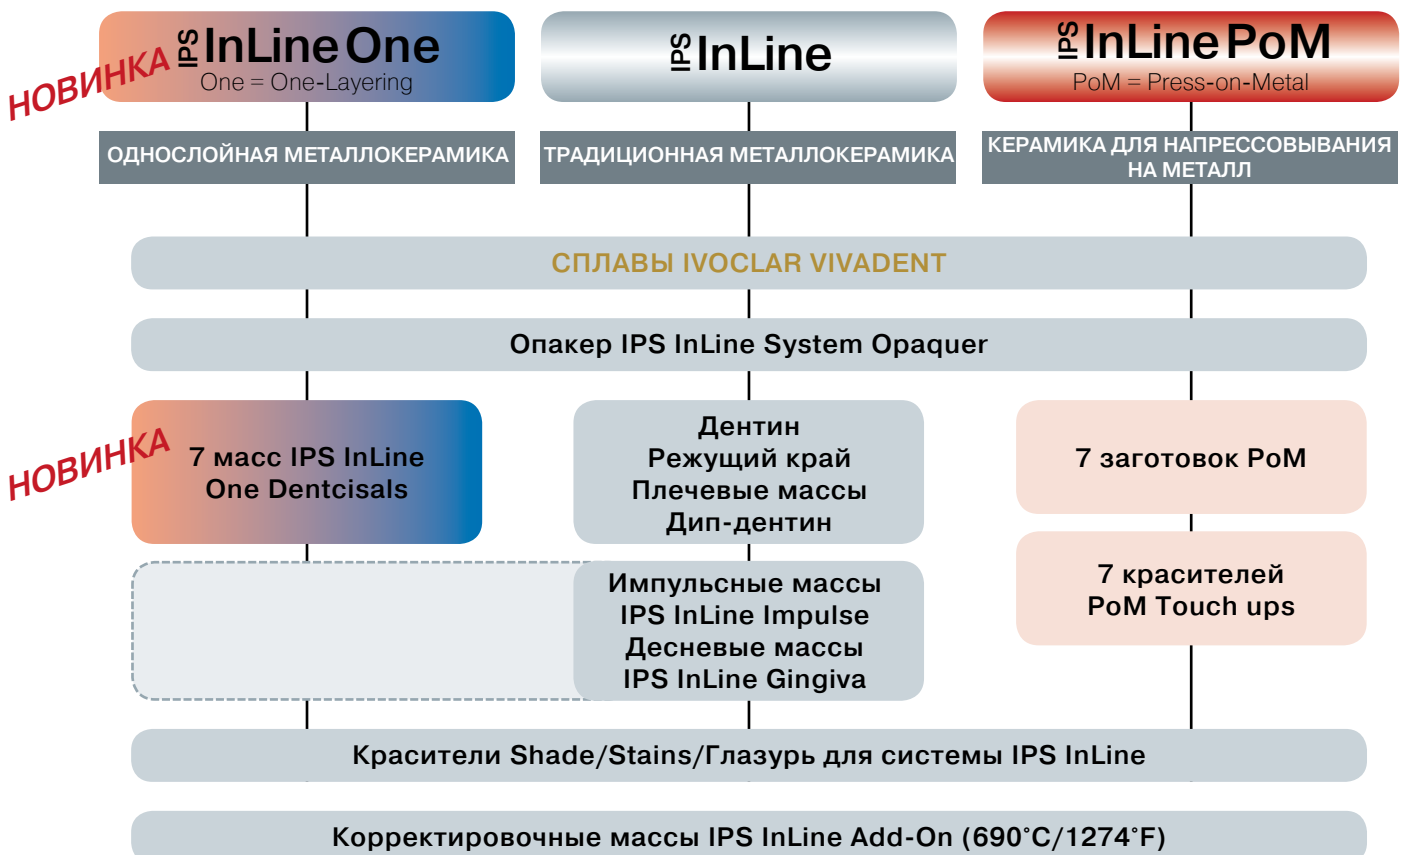 НОВИНКА
IPS InLine One
One = One-Layering
IPS InLine
IPS InLine PoM
PoM = Press-on-Metal
ОДНОСЛОЙНАЯ МЕТАЛЛОКЕРАМИКА
ТРАДИЦИОННАЯ МЕТАЛЛОКЕРАМИКА
КЕРАМИКА ДЛЯ НАПРЕССОВЫВАНИЯ
НА МЕТАЛЛ
СПЛАВЫ IVOCLAR VIVADENT
Опакер IPS InLine System Opaquer
НОВИНКА
7 масс IPS InLine
One Dentcisals
Дентин
Режущий край
Плечевые массы
Дип-дентин
7 заготовок PoM
Импульсные массы
IPS InLine Impulse
Десневые массы
IPS InLine Gingiva
7 красителей
PoM Touch ups
Красители Shade/Stains/Глазурь для системы IPS InLine
Корректировочные массы IPS InLine Add-On (690°C/1274°F)